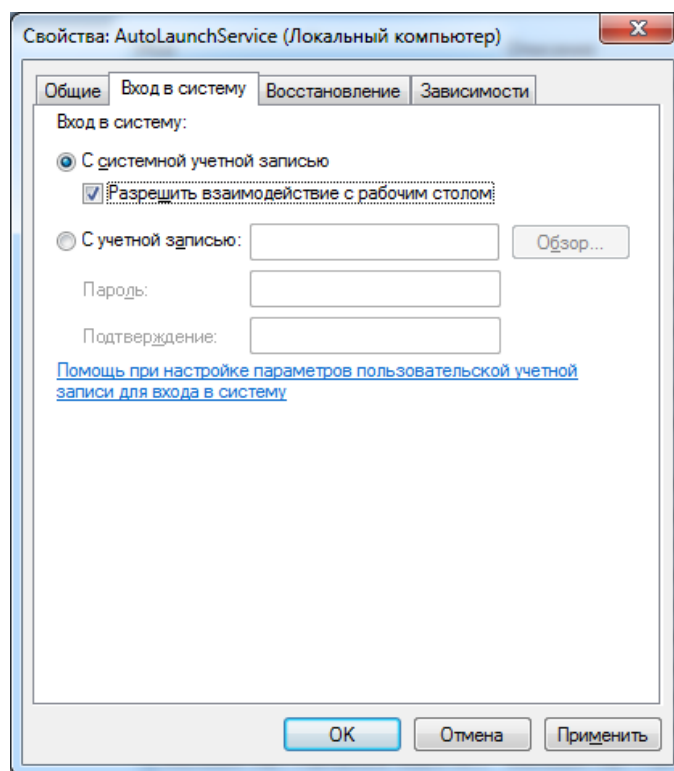 Свойства: AutoLaunchService (Локальный компьютер)
Общие Вход в систему Восстановление Зависимости
Вход в систему:
С системной учетной записью
Разрешить взаимодействие с рабочим столом
С учетной записью: Обзор...
Пароль:
Подтверждение:
Помощь при настройке параметров пользовательской учетной
записи для входа в систему
OK Отмена Применить